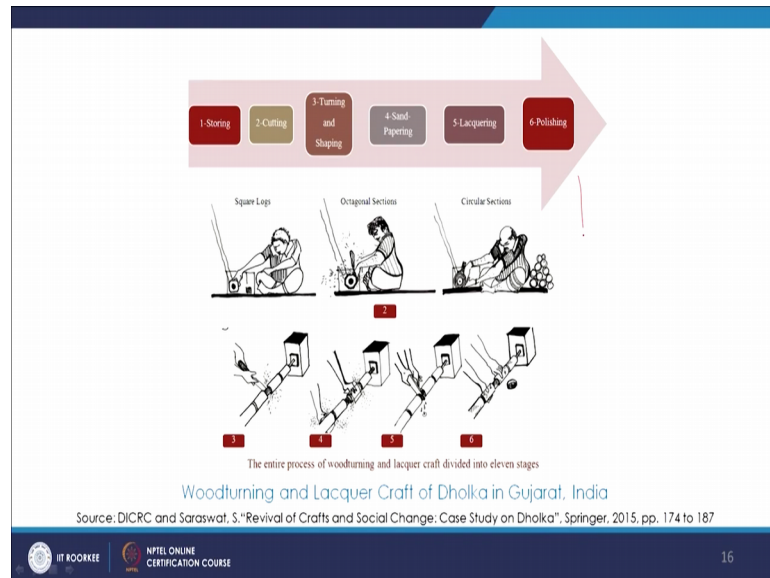 1-Storing
2-Cutting
3-Turning
and
Shaping
4-Sand-
Papering
5-Lacquering
6-Polishing
Square Logs
Octagonal Sections
Circular Sections
2
3
4
5
6
The entire process of woodturning and lacquer craft divided into eleven stages
Woodturning and Lacquer Craft of Dholka in Gujarat, India
Source: DICRC and Saraswat, S.“Revival of Crafts and Social Change: Case Study on Dholka”, Springer, 2015, pp. 174 to 187
IIT ROORKEE
NPTEL ONLINE
CERTIFICATION COURSE
16